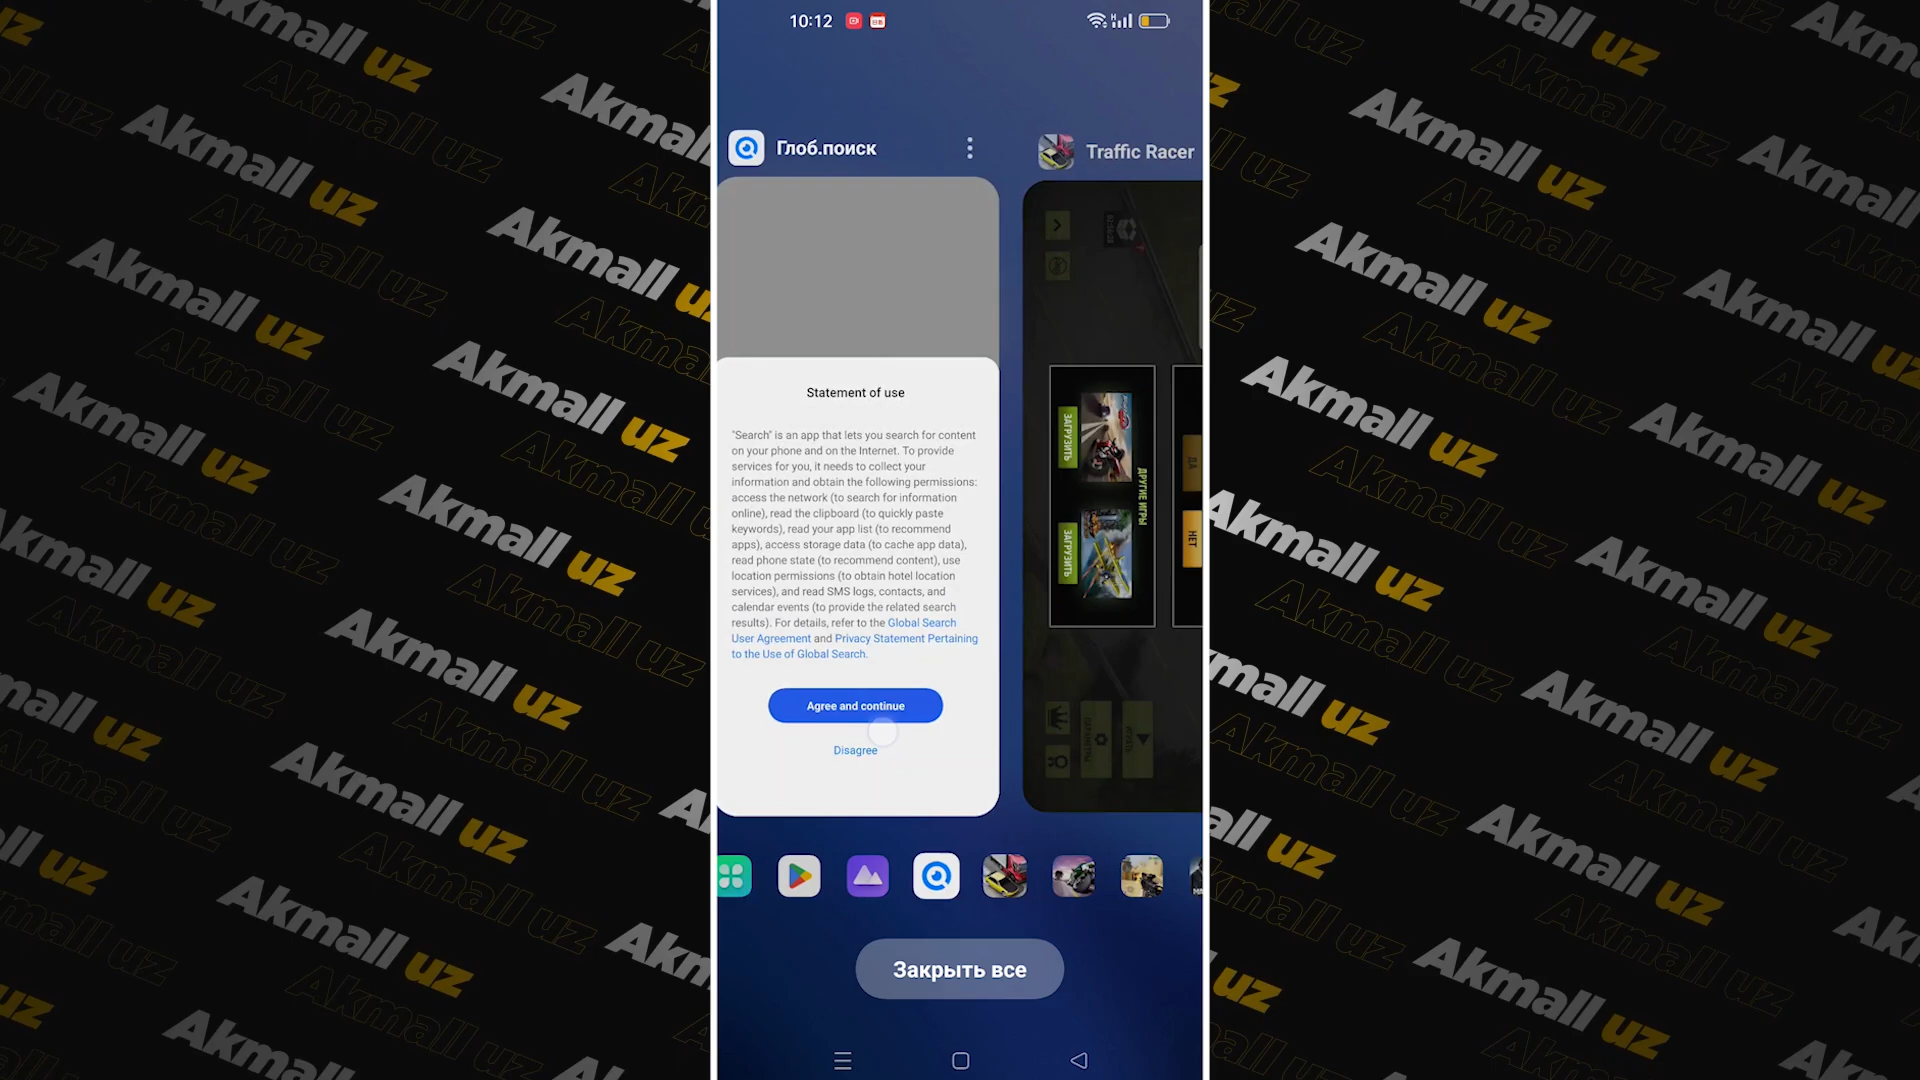 10:12
Глоб.поиск
Traffic Racer
Statement of use
"Search" is an app that lets you search for content
on your phone and on the Internet. To provide
services for you, it needs to collect your
information and obtain the following permissions:
access the network (to search for information
online), read the clipboard (to quickly paste
keywords), read your app list (to recommend
apps), access storage data (to cache app data),
read phone state (to recommend content), use
location permissions (to obtain hotel location
services), and read SMS logs, contacts, and
calendar events (to provide the related search
results). For details, refer to the Global Search
User Agreement and Privacy Statement Pertaining
to the Use of Global Search.
Agree and continue
Disagree
ДРУГИЕ ИГРЫ
ЗАГРУЗИТЬ
ЗАГРУЗИТЬ
ДА
НЕТ
ИГРАТЬ
Закрыть все
Akmall uz